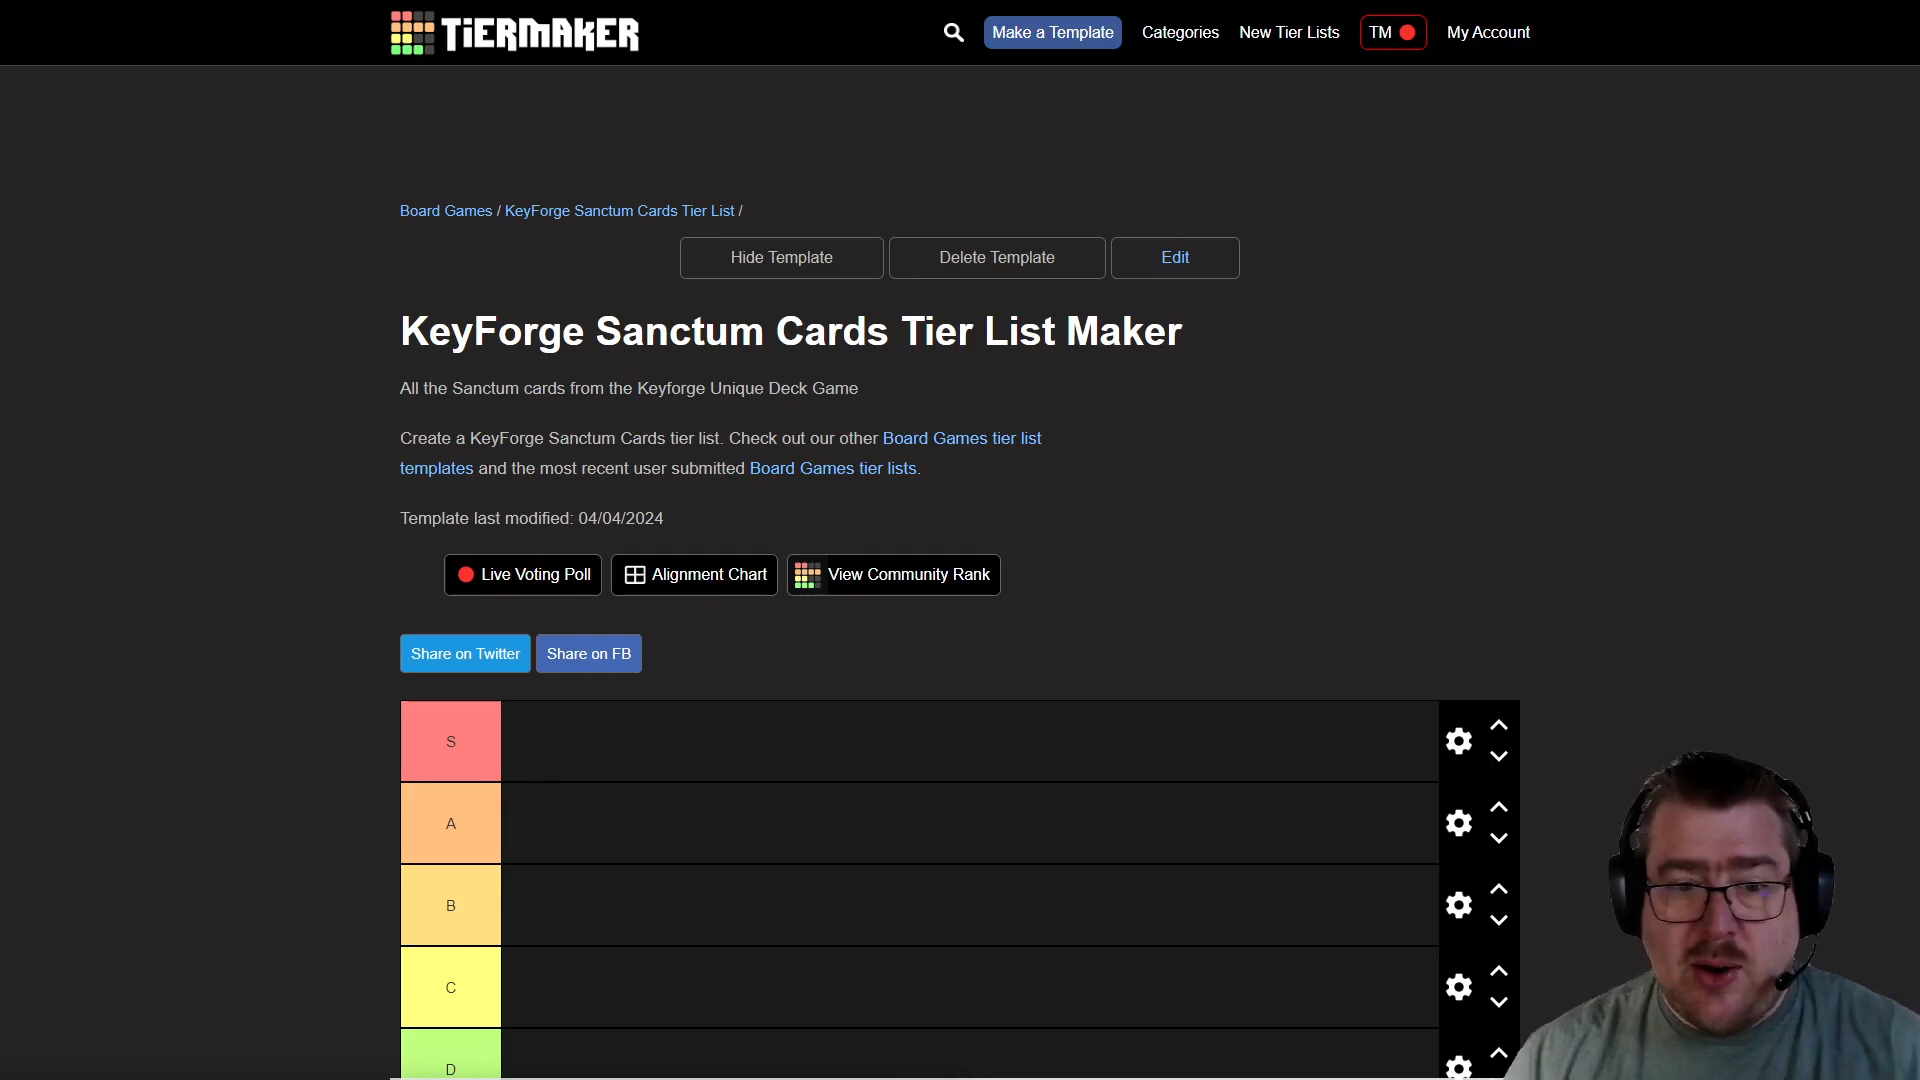 TiERMAKER
Make a Template
Categories
New Tier Lists
TM
My Account
Board Games / KeyForge Sanctum Cards Tier List /
Hide Template
Delete Template
Edit
KeyForge Sanctum Cards Tier List Maker
All the Sanctum cards from the Keyforge Unique Deck Game
Create a KeyForge Sanctum Cards tier list. Check out our other Board Games tier list
templates and the most recent user submitted Board Games tier lists.
Template last modified: 04/04/2024
Live Voting Poll
Alignment Chart
View Community Rank
Share on Twitter
Share on FB
S
A
B
C
D